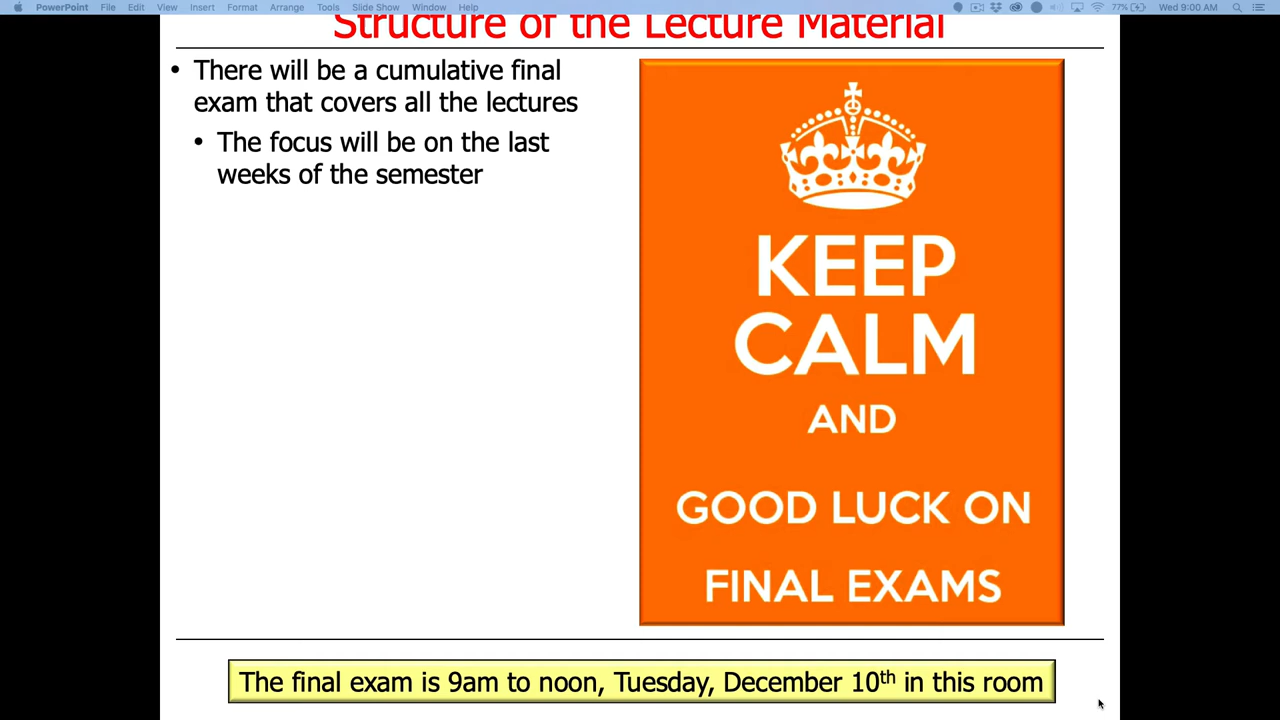 PowerPoint File Edit View Insert Format Arrange Tools Slide Show Window Help 77% Wed 9:00 AM
Structure of the Lecture Material
• There will be a cumulative final
exam that covers all the lectures
• The focus will be on the last
weeks of the semester
KEEP
CALM
AND
GOOD LUCK ON
FINAL EXAMS
The final exam is 9am to noon, Tuesday, December 10th in this room